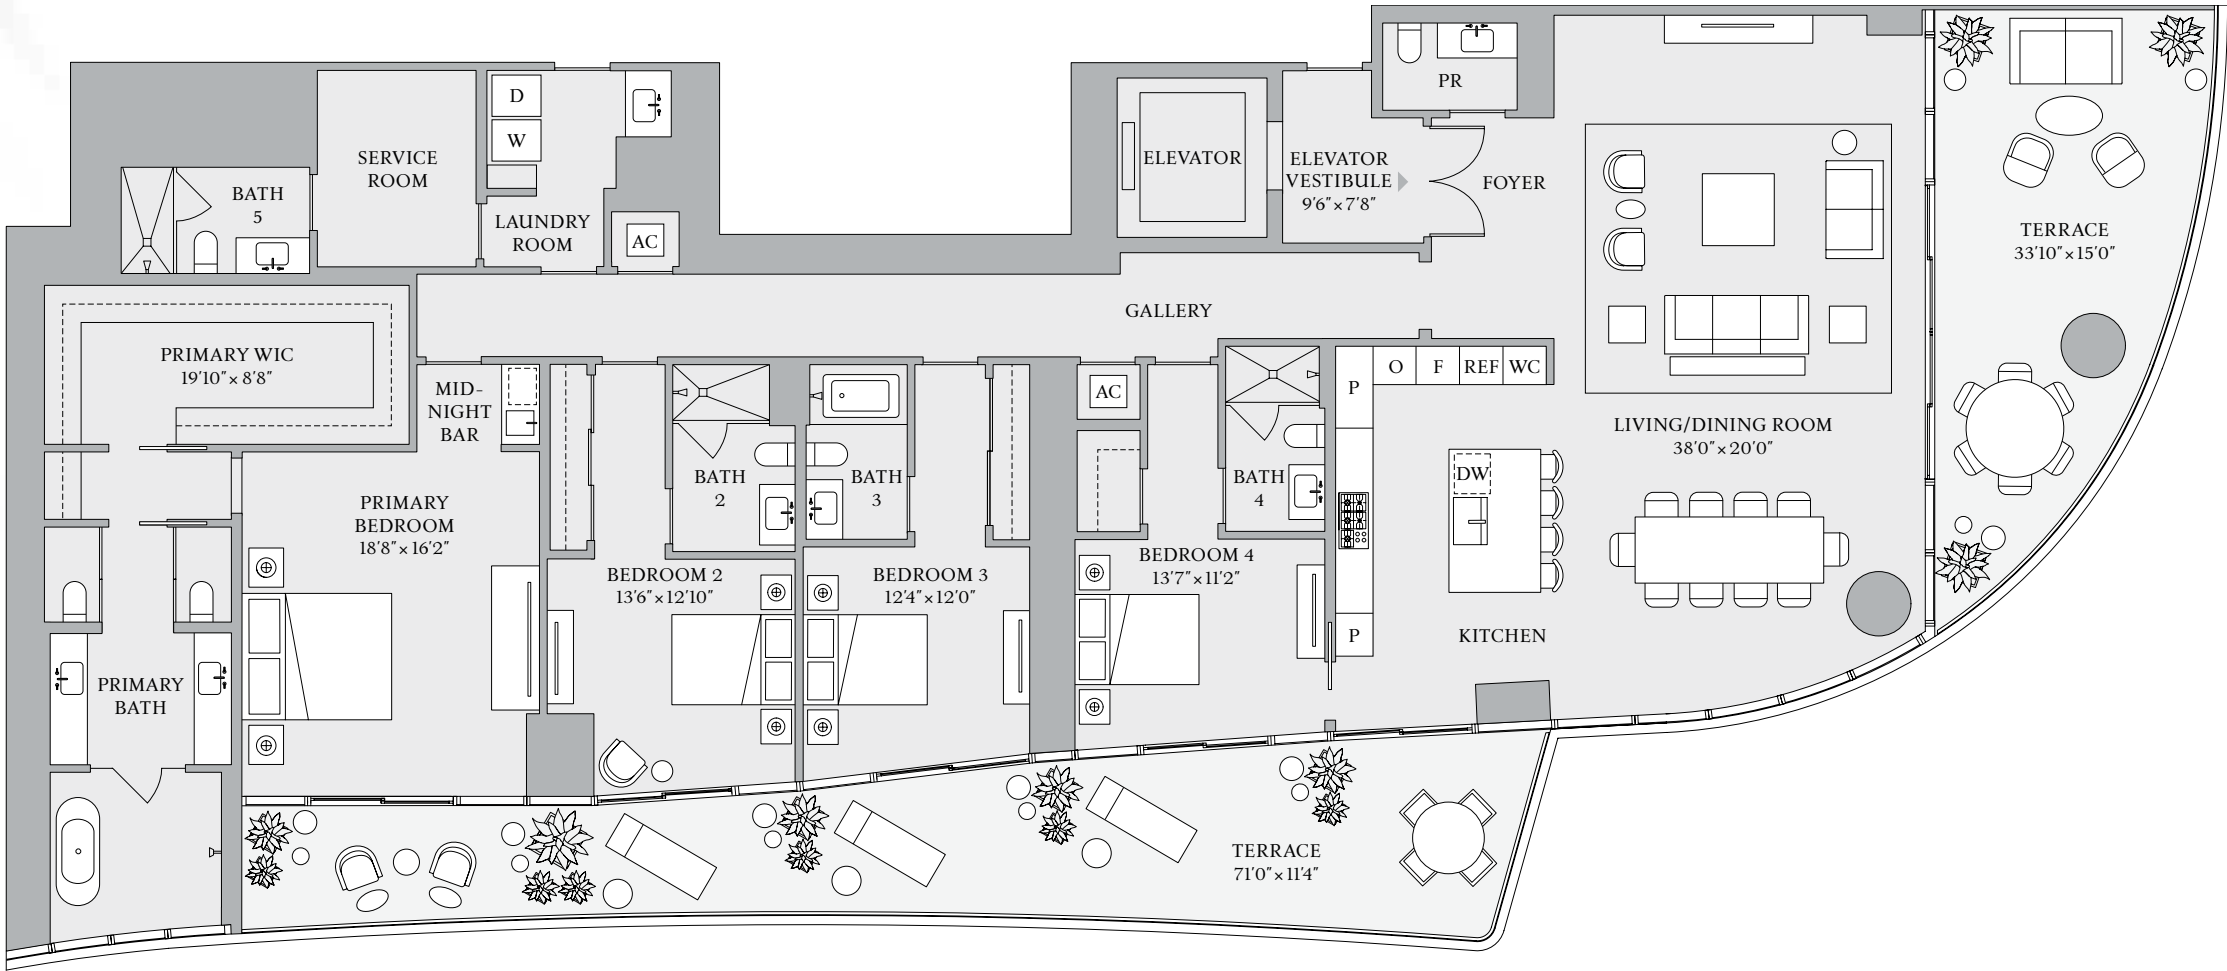 D
W
SERVICE
ROOM
BATH
5
LAUNDRY
ROOM
AC
PR
ELEVATOR
ELEVATOR
VESTIBULE
9'6"×7'8"
FOYER
TERRACE
33'10"×15'0"
GALLERY
PRIMARY WIC
19'10"×8'8"
MID-
NIGHT
BAR
AC
P
O
F
REF
WC
LIVING/DINING ROOM
38'0"×20'0"
PRIMARY
BEDROOM
18'8"×16'2"
BATH
2
BATH
3
BATH
4
DW
BEDROOM 2
13'6"×12'10"
BEDROOM 3
12'4"×12'0"
BEDROOM 4
13'7"×11'2"
P
KITCHEN
PRIMARY
BATH
TERRACE
71'0"×11'4"